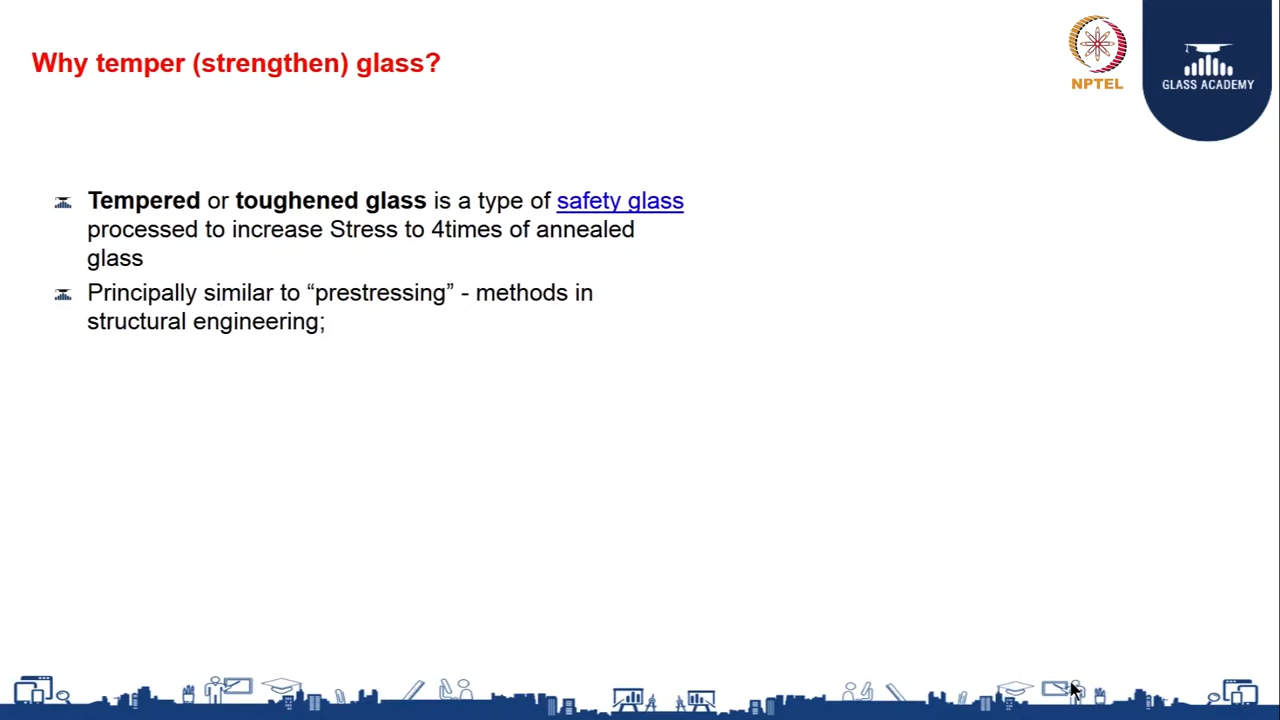 Why temper (strengthen) glass?
NPTEL
GLASS ACADEMY
Tempered or toughened glass is a type of safety glass
processed to increase Stress to 4times of annealed
glass
Principally similar to “prestressing” - methods in
structural engineering;